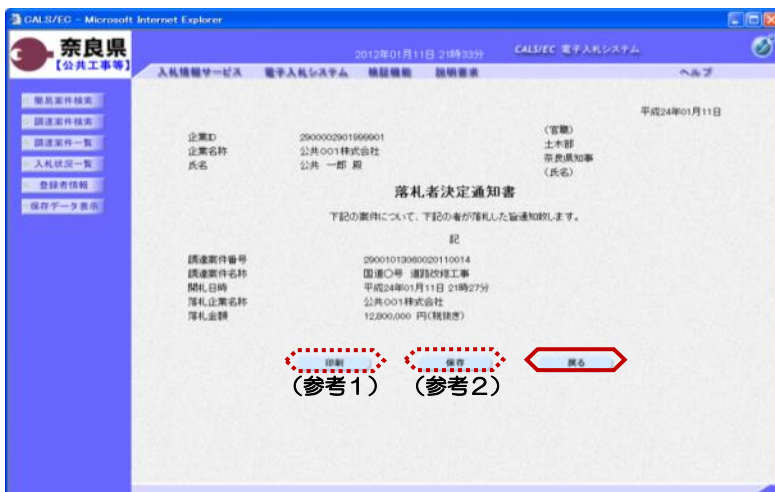 CALS/EC - Microsoft Internet Explorer
奈良県
【公共工事等】
2012年01月11日 21時33分
CALS/EC 電子入札システム
入札情報サービス 電子入札システム 検証機能 説明要求 ヘルプ
簡易案件検索
調達案件検索
調達案件一覧
入札状況一覧
登録者情報
保存データ表示
平成24年01月11日
企業ID 2900002901999901
企業名称 公共001株式会社
氏名 公共 一郎 殿
(官職)
土木部
奈良県知事
(氏名)
落札者決定通知書
下記の案件について、下記の者が落札した旨通知致します。
記
調達案件番号 29001013060020110014
調達案件名称 国道〇号 道路改修工事
開札日時 平成24年01月11日 21時27分
落札企業名称 公共001株式会社
落札金額 12,800,000 円(税抜き)
印刷 保存 戻る
(参考1) (参考2)